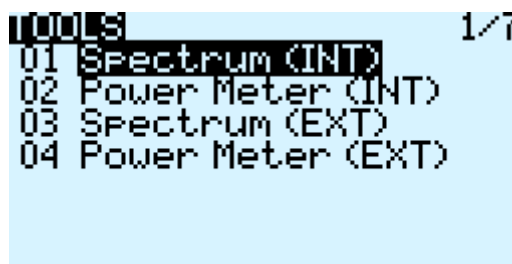 TOOLS 1/7
01 Spectrum (INT)
02 Power Meter (INT)
03 Spectrum (EXT)
04 Power Meter (EXT)